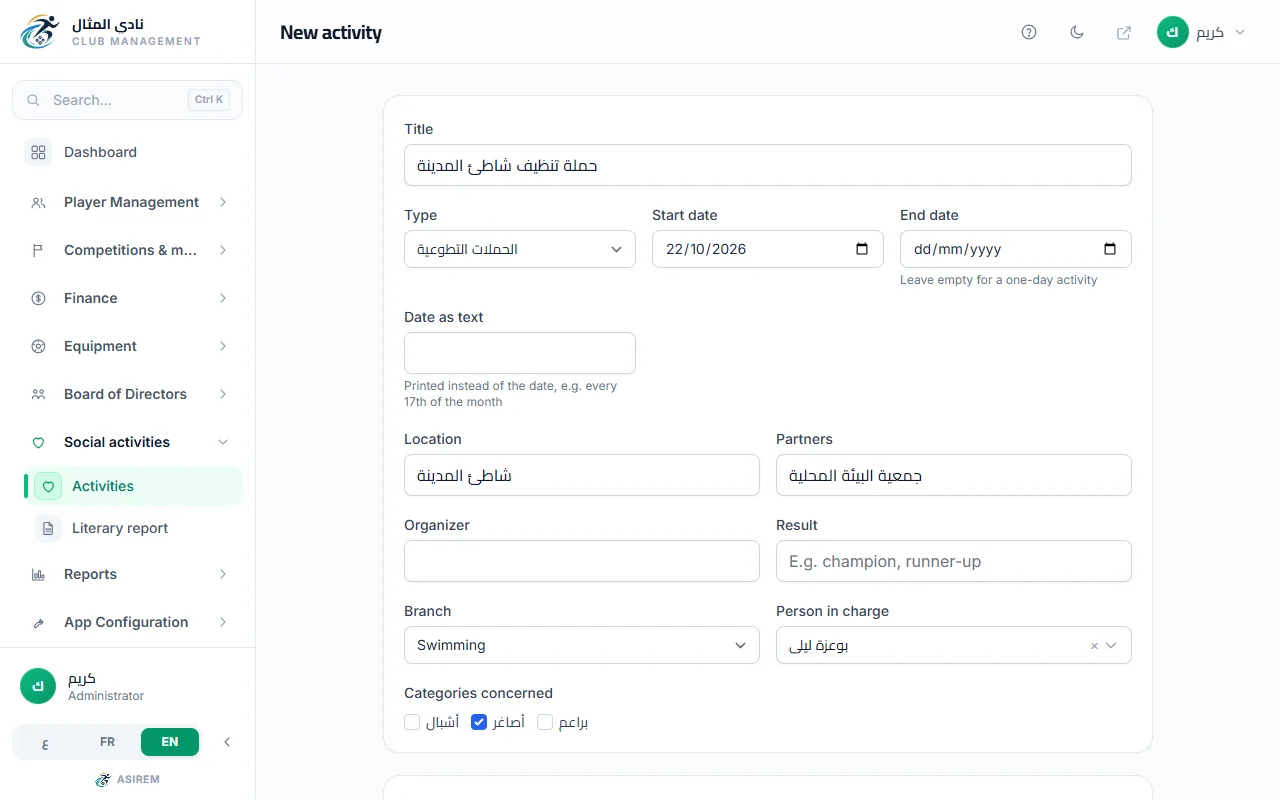 نادي المثال
CLUB MANAGEMENT
Search...
Ctrl K
Dashboard
Player Management
Competitions & m...
Finance
Equipment
Board of Directors
Social activities
Activities
Literary report
Reports
App Configuration
ك
كريم
Administrator
ع
FR
EN
ASIREM
New activity
ك
كريم
Title
حملة تنظيف شاطئ المدينة
Type
Start date
End date
الحملات التطوعية
22/10/2026
dd/mm/yyyy
Leave empty for a one-day activity
Date as text
Printed instead of the date, e.g. every
17th of the month
Location
Partners
شاطئ المدينة
جمعية البيئة المحلية
Organizer
Result
E.g. champion, runner-up
Branch
Person in charge
Swimming
بوعزة ليلى
×
Categories concerned
أشبال
أصاغر
براعم